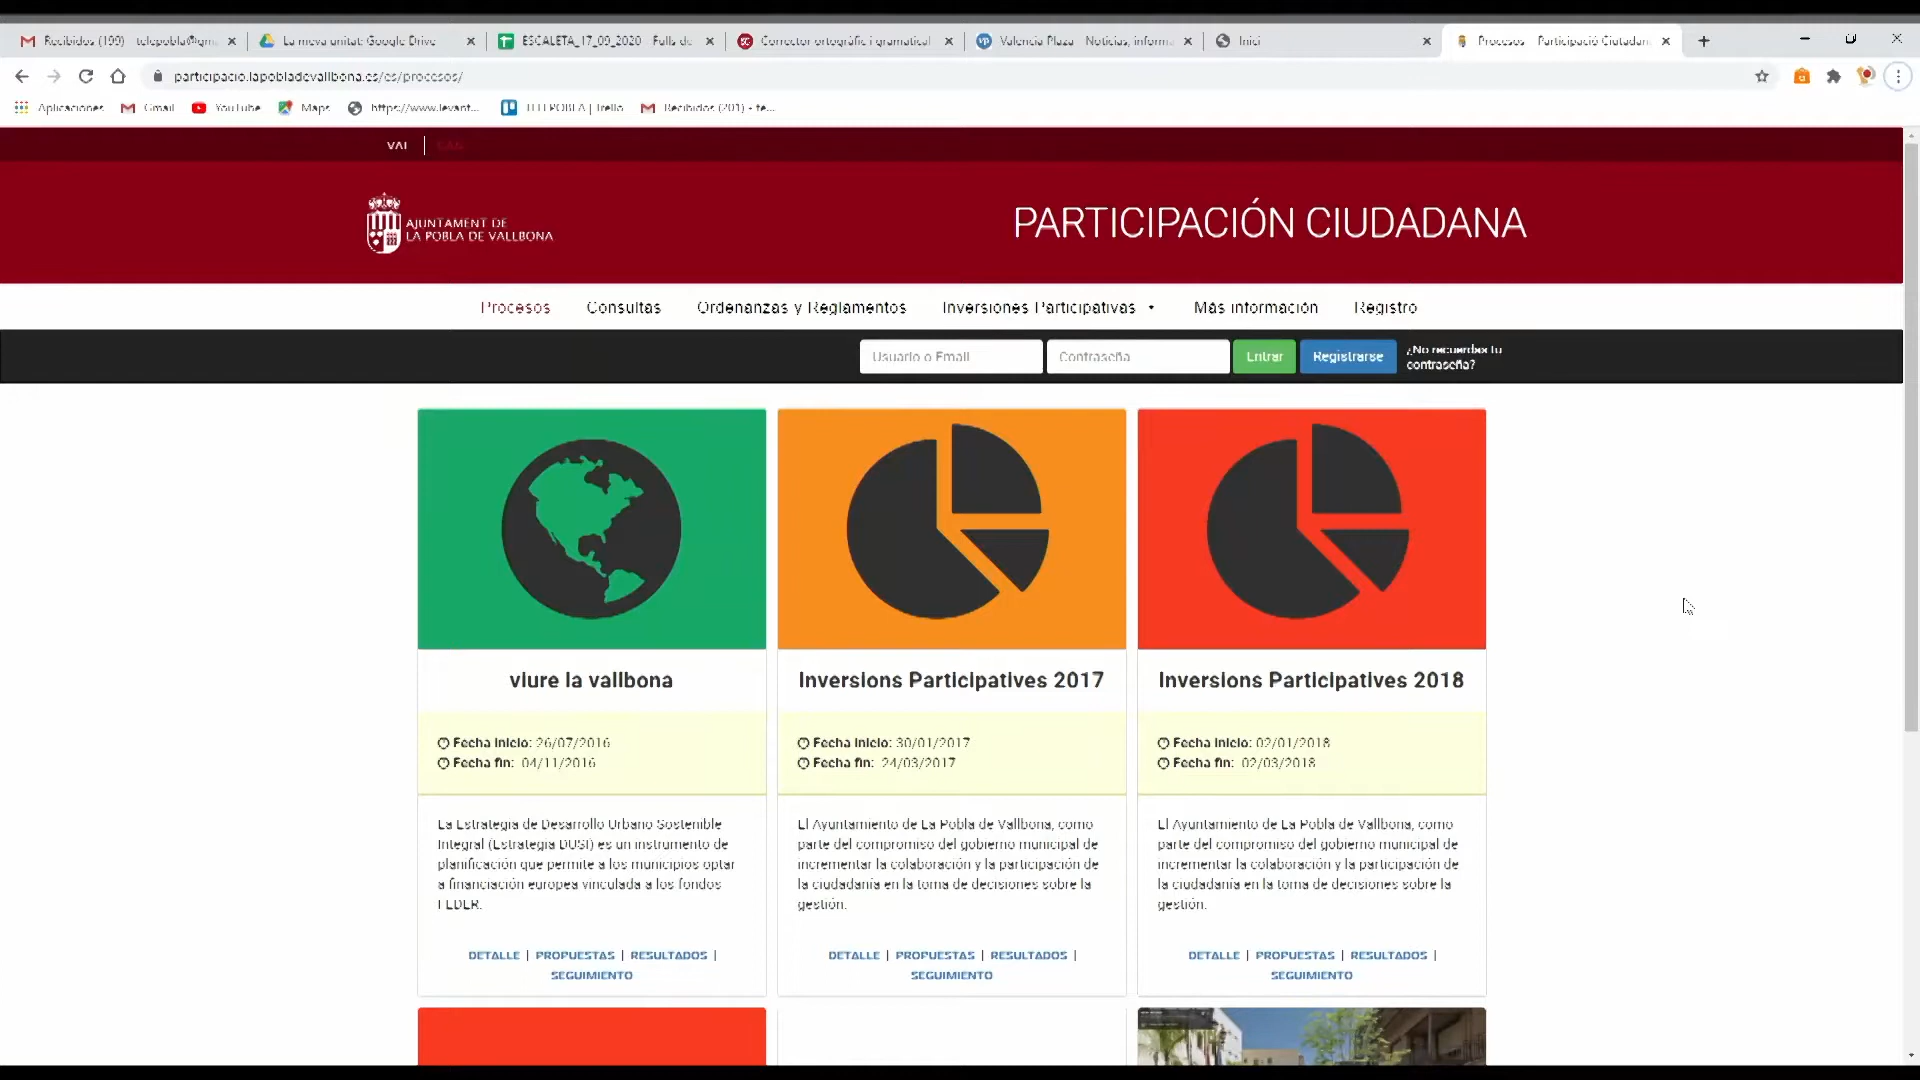 Recibidos (199) - telepobla@gm
La meva unitat: Google Drive
ESCALETA_17_09_2020 - Fulls de
Corrector ortogràfic i gramatical
Valencia Plaza - Noticias, inform
Inici
Procesos - Participació Ciutadan
participacio.lapobladevallbona.es/es/procesos/
Aplicaciones
Gmail
YouTube
Maps
https://www.levant...
TELEPOBLA | Trello
Recibidos (201) - te...
VAL
CAS
AJUNTAMENT DE
LA POBLA DE VALLBONA
PARTICIPACIÓN CIUDADANA
Procesos
Consultas
Ordenanzas y Reglamentos
Inversiones Participativas
Más información
Registro
Usuario o Email
Contraseña
Entrar
Registrarse
¿No recuerdas tu
contraseña?
viure la vallbona
Fecha inicio: 26/07/2016
Fecha fin: 04/11/2016
La Estrategia de Desarrollo Urbano Sostenible
Integral (Estrategia DUSI) es un instrumento de
planificación que permite a los municipios optar
a financiación europea vinculada a los fondos
FEDER.
DETALLE | PROPUESTAS | RESULTADOS |
SEGUIMIENTO
Inversions Participatives 2017
Fecha inicio: 30/01/2017
Fecha fin: 24/03/2017
El Ayuntamiento de La Pobla de Vallbona, como
parte del compromiso del gobierno municipal de
incrementar la colaboración y la participación de
la ciudadanía en la toma de decisiones sobre la
gestión.
DETALLE | PROPUESTAS | RESULTADOS |
SEGUIMIENTO
Inversions Participatives 2018
Fecha inicio: 02/01/2018
Fecha fin: 02/03/2018
El Ayuntamiento de La Pobla de Vallbona, como
parte del compromiso del gobierno municipal de
incrementar la colaboración y la participación de
la ciudadanía en la toma de decisiones sobre la
gestión.
DETALLE | PROPUESTAS | RESULTADOS |
SEGUIMIENTO